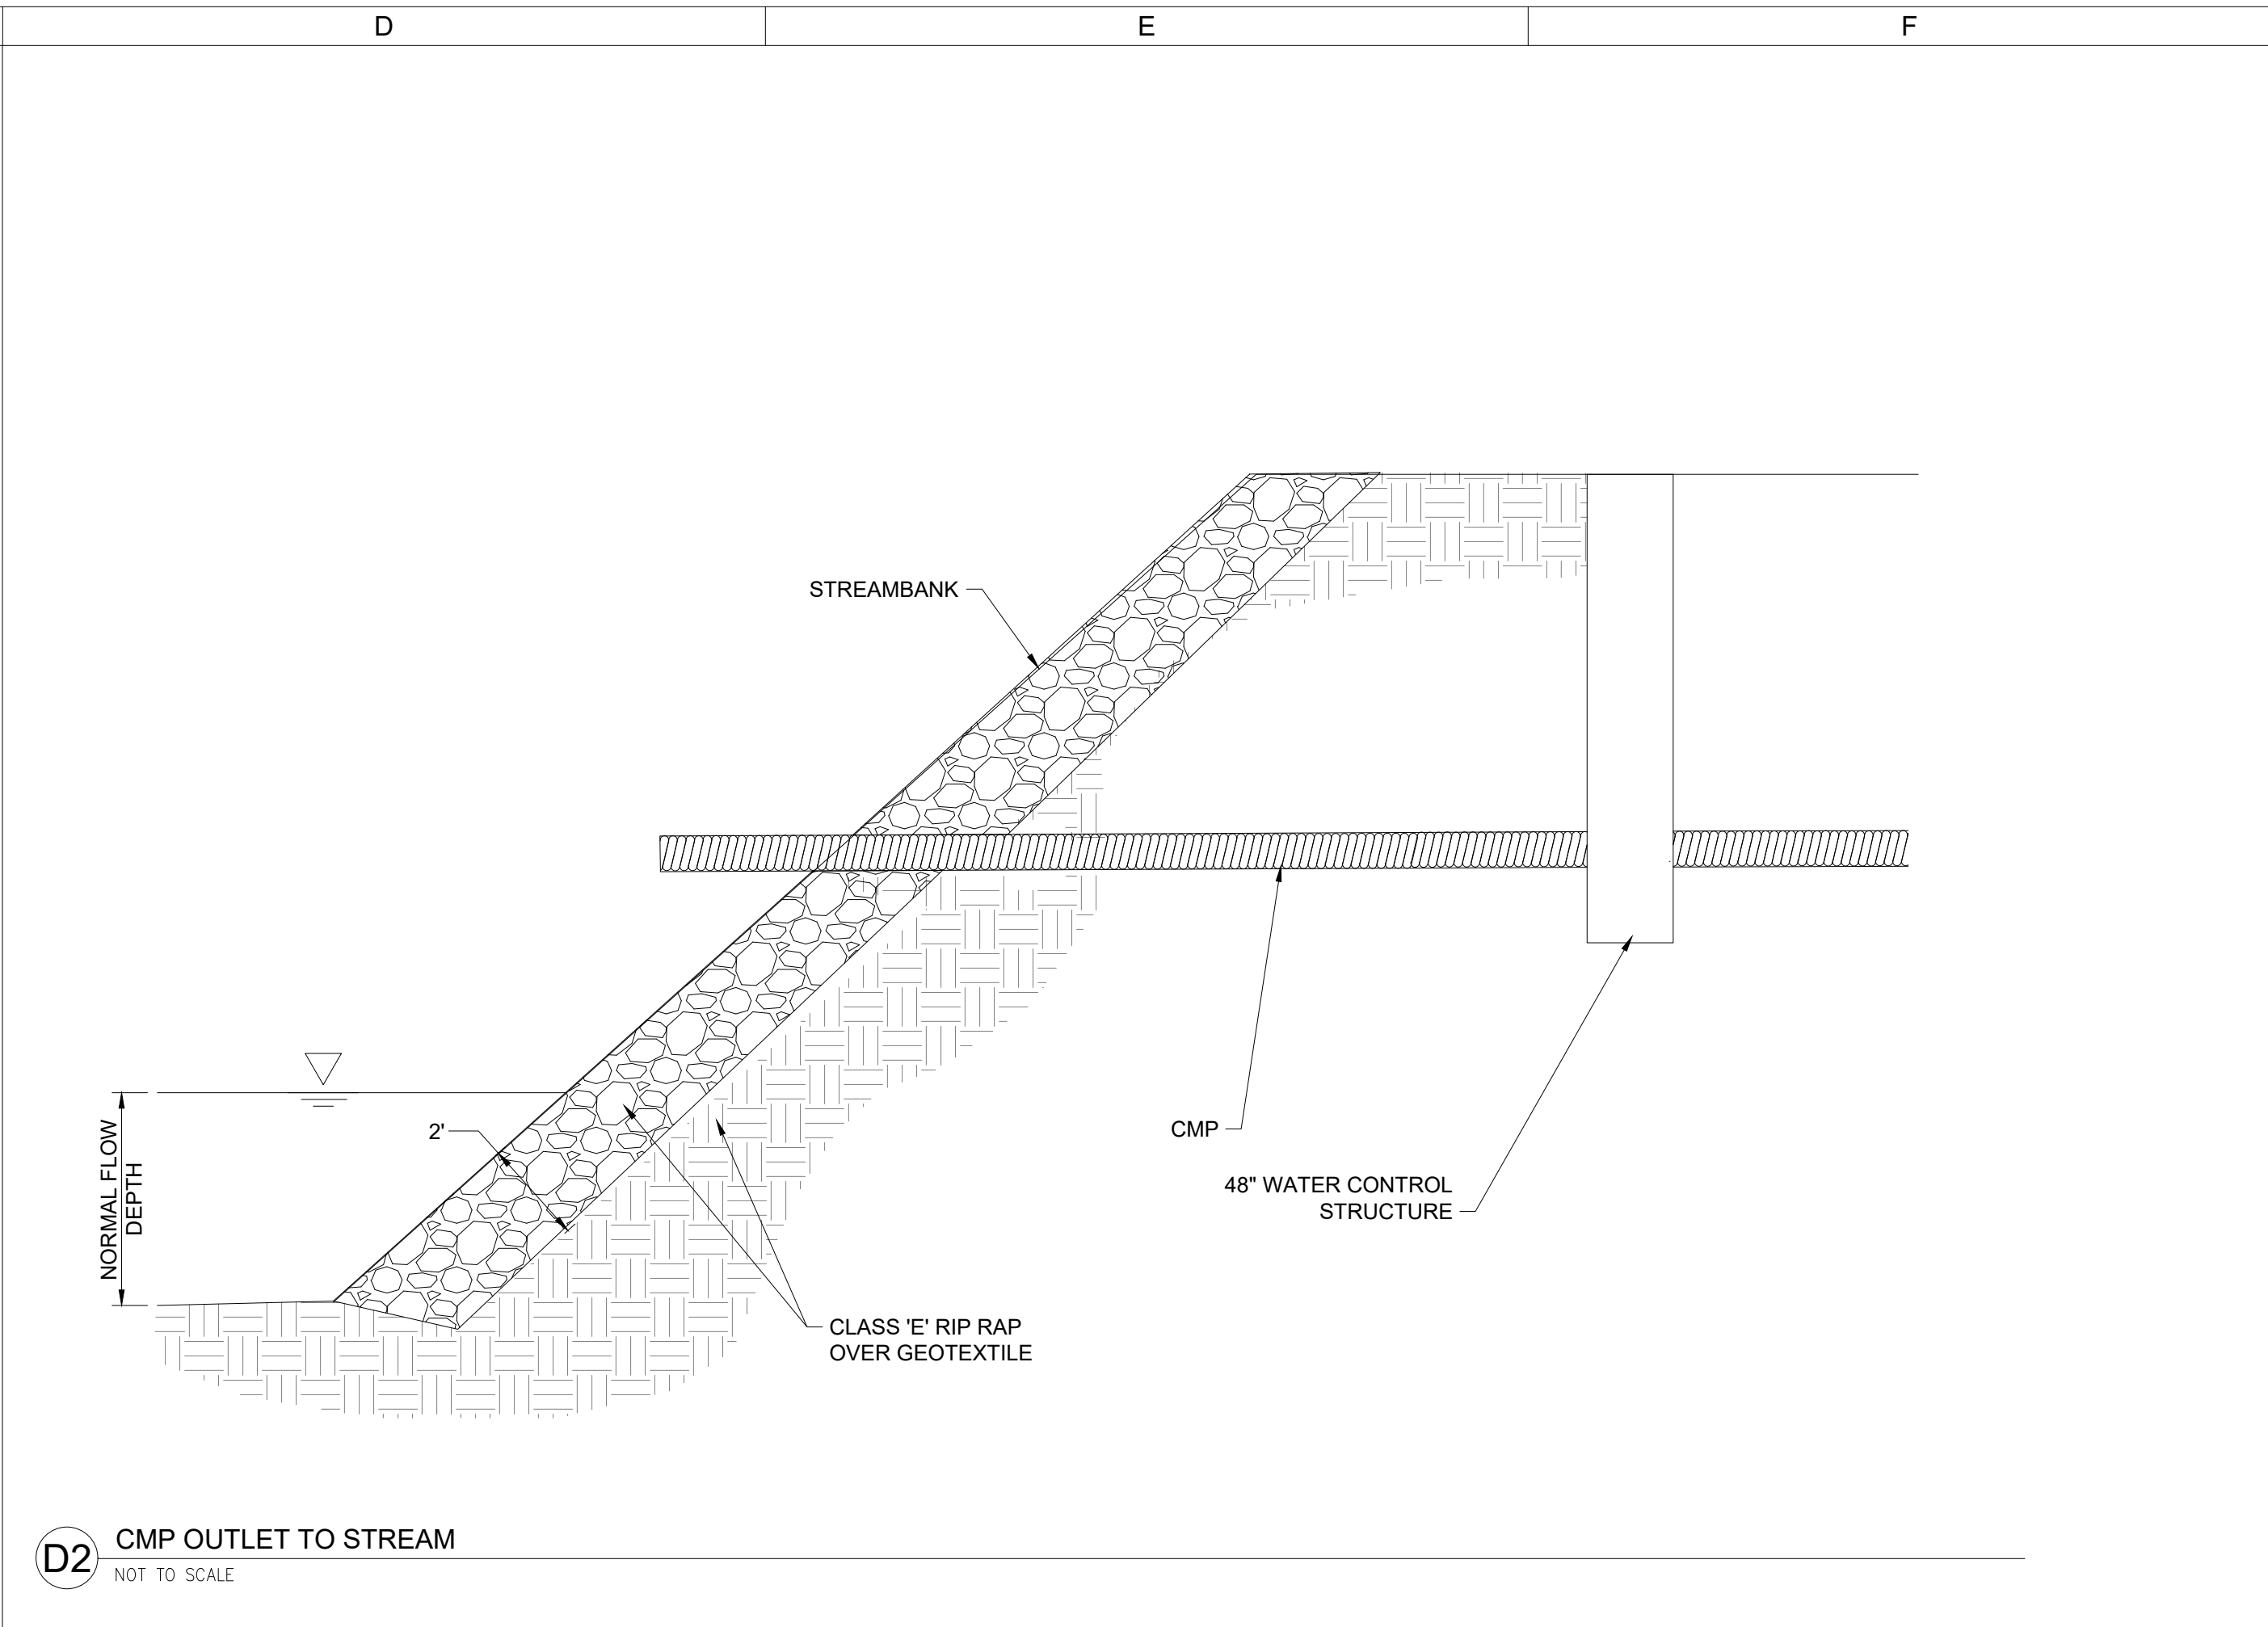 D
E
F
STREAMBANK
2'
NORMAL FLOW
DEPTH
CMP
48" WATER CONTROL
STRUCTURE
CLASS 'E' RIP RAP
OVER GEOTEXTILE
D2
CMP OUTLET TO STREAM
NOT TO SCALE